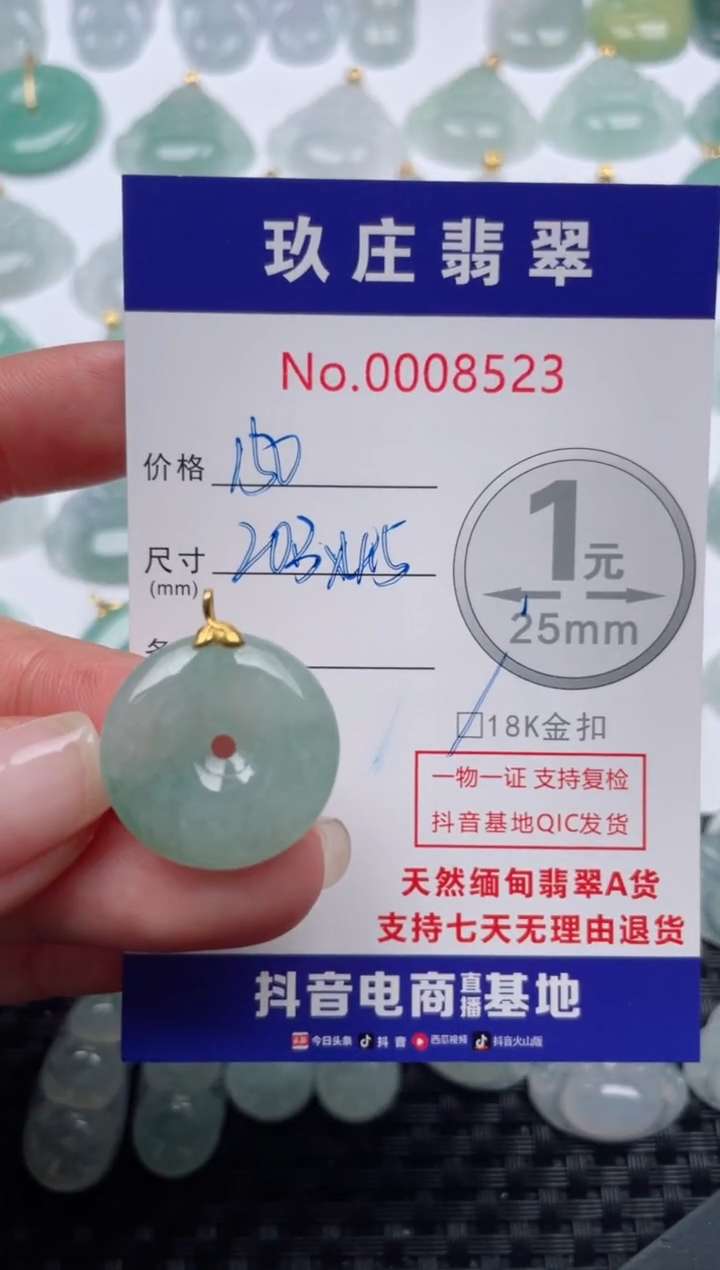 玖庄翡翠
No.0008523
价格 150
尺寸
(mm)
1元
25mm
□18K金扣
一物一证 支持复检
抖音基地QIC发货
天然缅甸翡翠A货
支持七天无理由退货
抖音电商直播基地
头条 今日头条 抖音 西瓜视频 抖音火山版